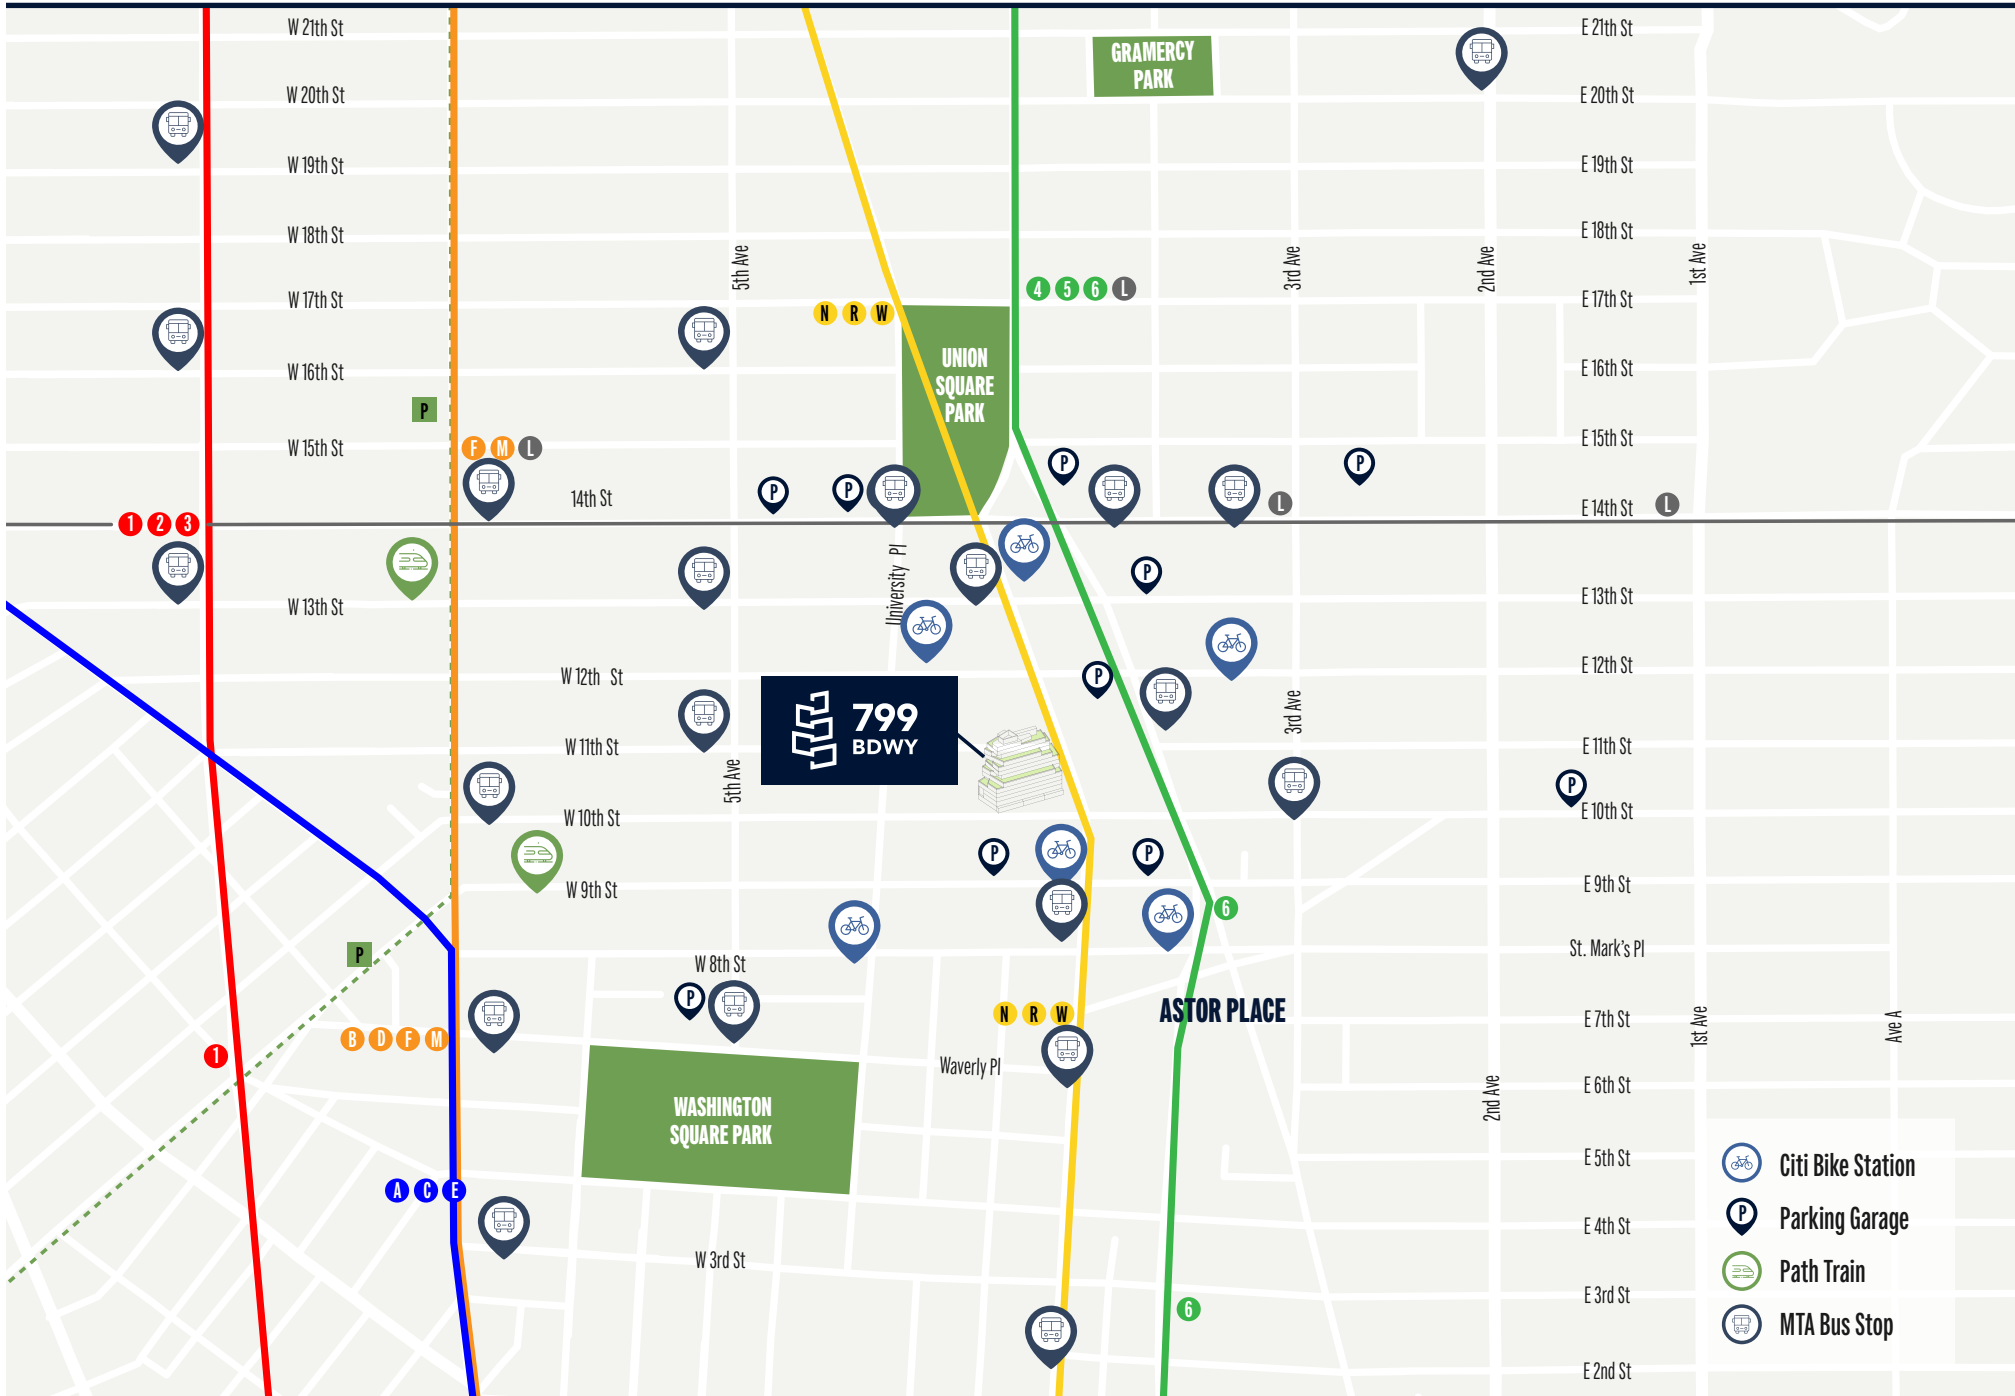 W 21th St
E 21th St
GRAMERCY
PARK
W 20th St
E 20th St
W 19th St
E 19th St
W 18th St
E 18th St
5th Ave
3rd Ave
2nd Ave
1st Ave
W 17th St
N R W
4 5 6 L
E 17th St
UNION
SQUARE
PARK
W 16th St
E 16th St
P
W 15th St
F M L
E 15th St
P
P
14th St
P
P
L
E 14th St
L
1 2 3
University Pl
P
W 13th St
E 13th St
W 12th St
P
E 12th St
799
BDWY
3rd Ave
W 11th St
E 11th St
5th Ave
P
W 10th St
E 10th St
P
P
W 9th St
E 9th St
6
P
W 8th St
St. Mark's Pl
P
N R W
ASTOR PLACE
E 7th St
1st Ave
Ave A
B D F M
1
Waverly Pl
E 6th St
2nd Ave
WASHINGTON
SQUARE PARK
E 5th St
A C E
E 4th St
W 3rd St
E 3rd St
6
E 2nd St
Citi Bike Station
P Parking Garage
Path Train
MTA Bus Stop